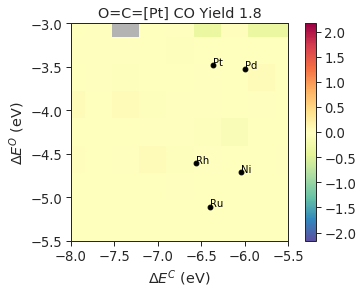 O=C=[Pt] CO Yield 1.8
−3.0
−3.5
−4.0
−4.5
−5.0
−5.5
ΔE^O (eV)
Pt
Pd
Rh
Ni
Ru
−8.0 −7.5 −7.0 −6.5 −6.0 −5.5
ΔE^C (eV)
2.0
1.5
1.0
0.5
0.0
−0.5
−1.0
−1.5
−2.0